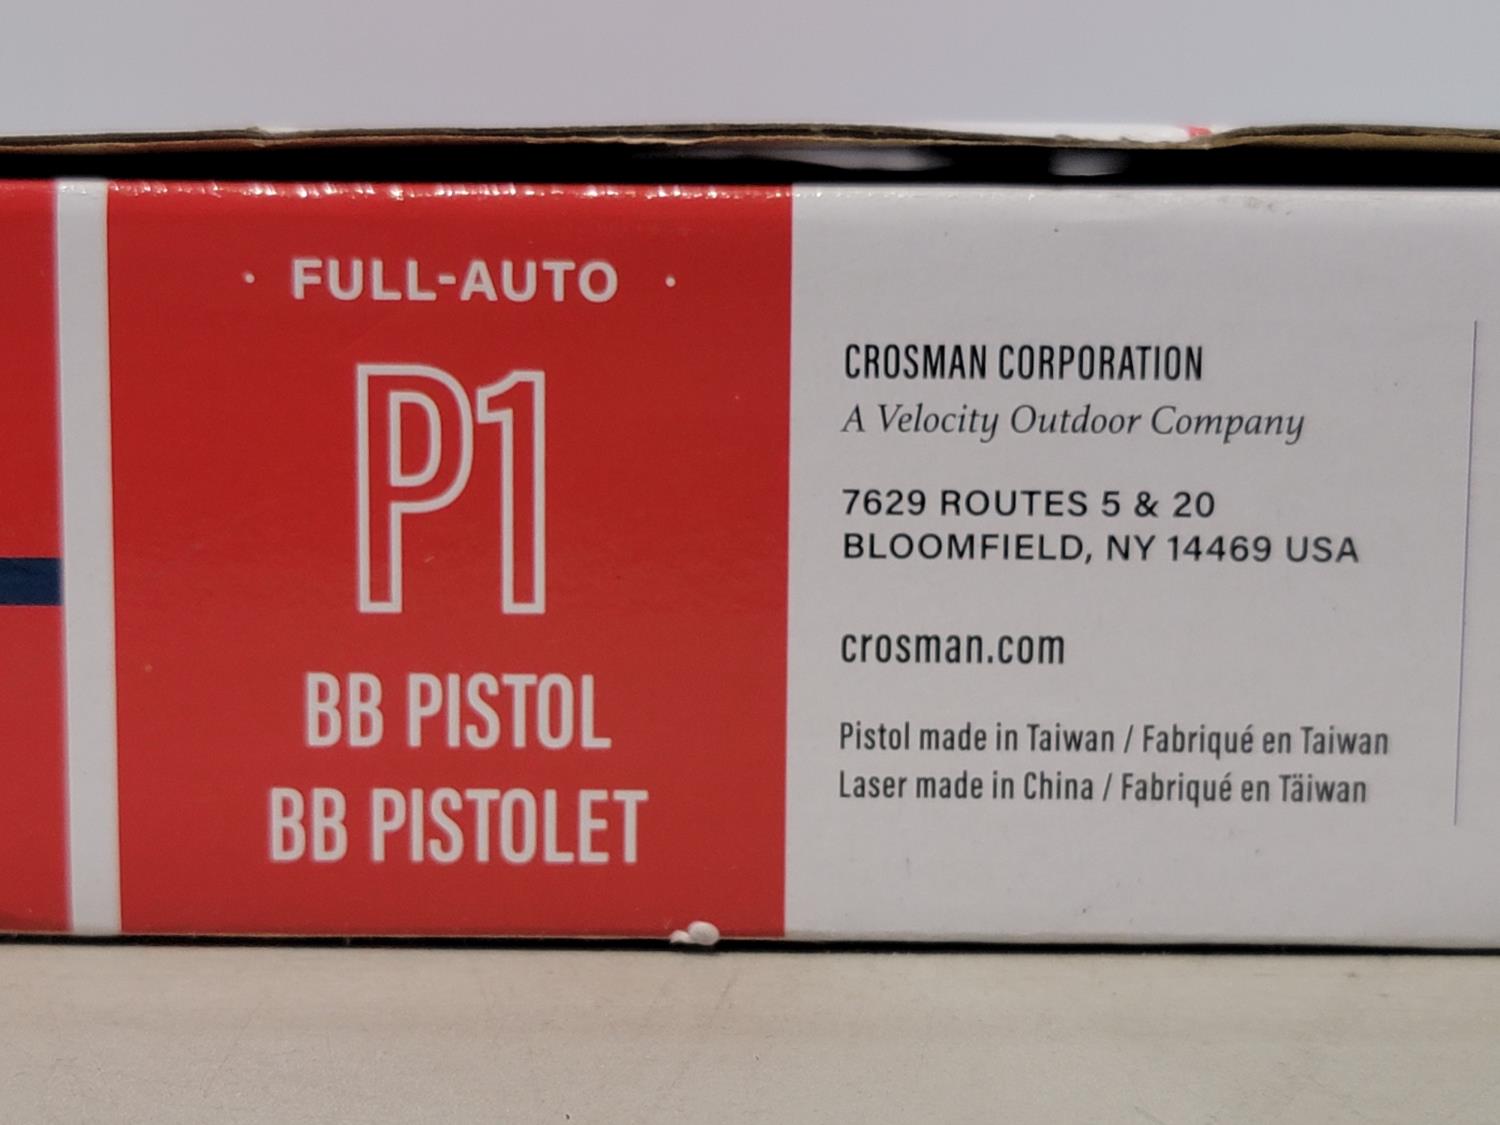 · FULL-AUTO ·
P1
BB PISTOL
BB PISTOLET
CROSMAN CORPORATION
A Velocity Outdoor Company
7629 ROUTES 5 & 20
BLOOMFIELD, NY 14469 USA
crosman.com
Pistol made in Taiwan / Fabriqué en Taiwan
Laser made in China / Fabriqué en Täiwan